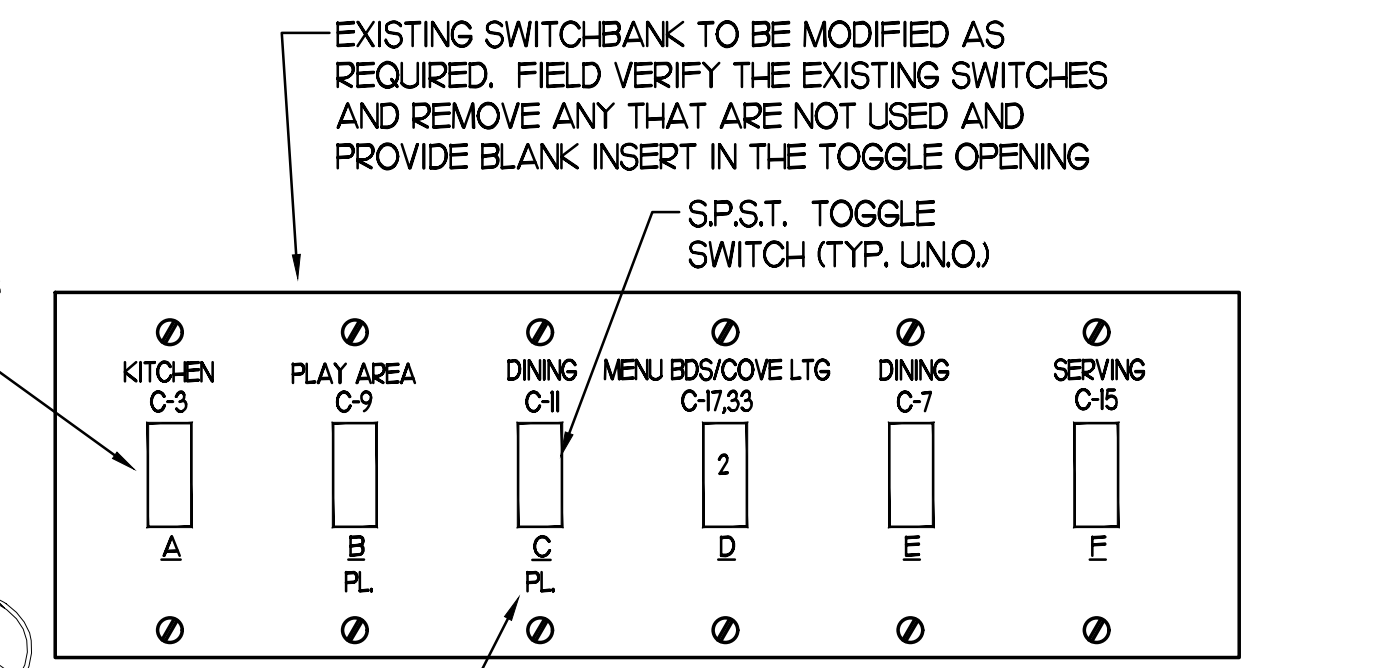 EXISTING SWITCHBANK TO BE MODIFIED AS
REQUIRED. FIELD VERIFY THE EXISTING SWITCHES
AND REMOVE ANY THAT ARE NOT USED AND
PROVIDE BLANK INSERT IN THE TOGGLE OPENING
S.P.S.T. TOGGLE
SWITCH (TYP. U.N.O.)
KITCHEN
C-3
A
PLAY AREA
C-9
B
PL.
DINING
C-11
C
PL.
MENU BDS/COVE LTG
C-17,33
2
D
DINING
C-7
E
SERVING
C-15
F